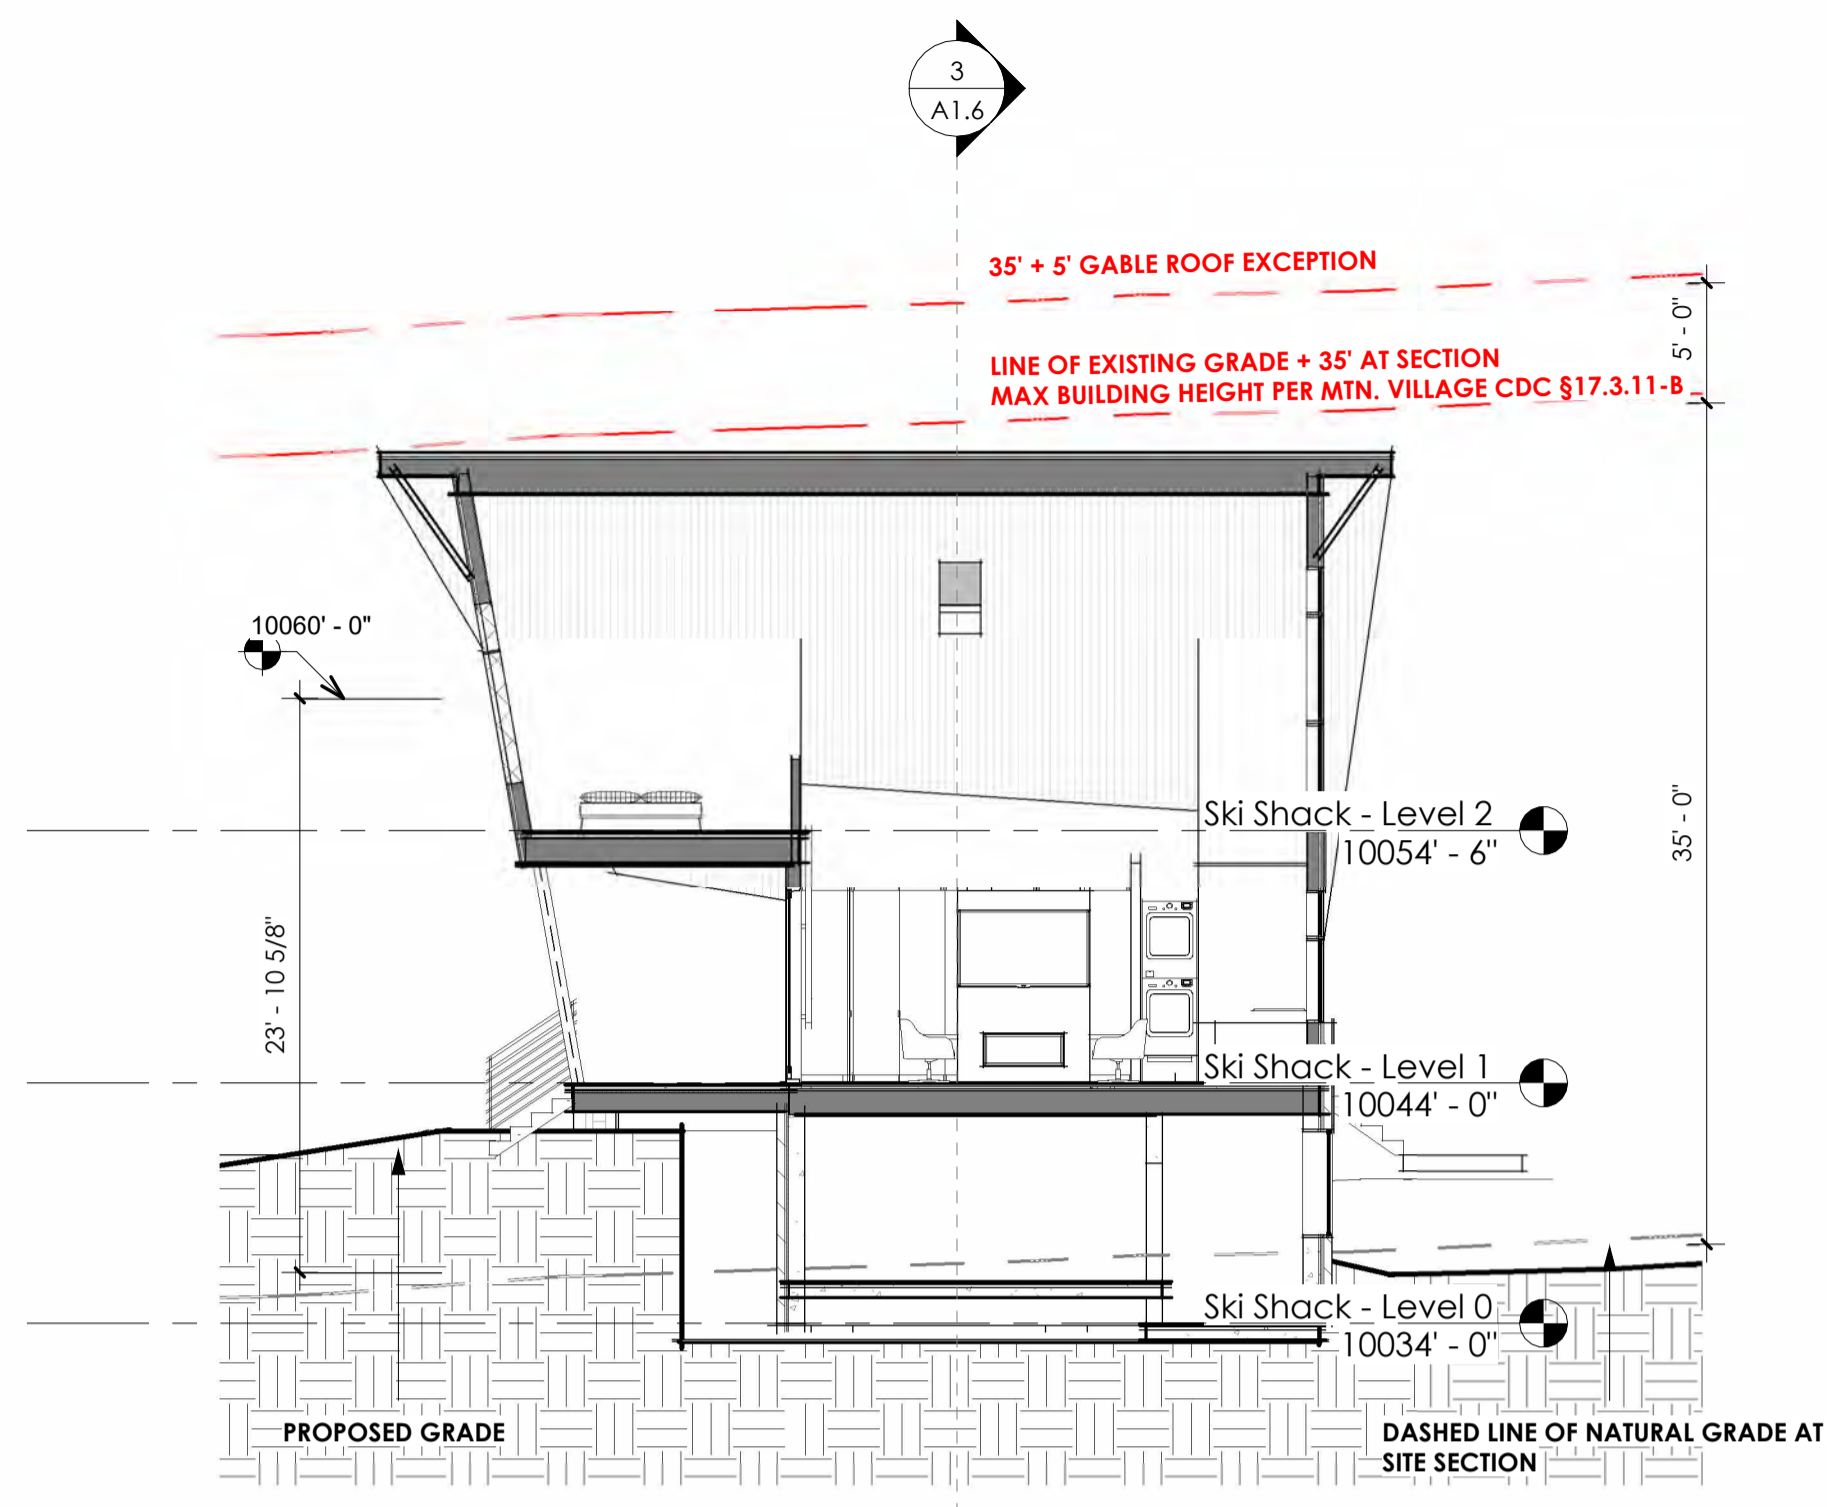 3
A1.6
35' + 5' GABLE ROOF EXCEPTION
5' - 0"
LINE OF EXISTING GRADE + 35' AT SECTION
MAX BUILDING HEIGHT PER MTN. VILLAGE CDC §17.3.11-B
10060' - 0"
Ski Shack - Level 2
10054' - 6"
35' - 0"
23' - 10 5/8"
Ski Shack - Level 1
10044' - 0"
Ski Shack - Level 0
10034' - 0"
PROPOSED GRADE
DASHED LINE OF NATURAL GRADE AT
SITE SECTION